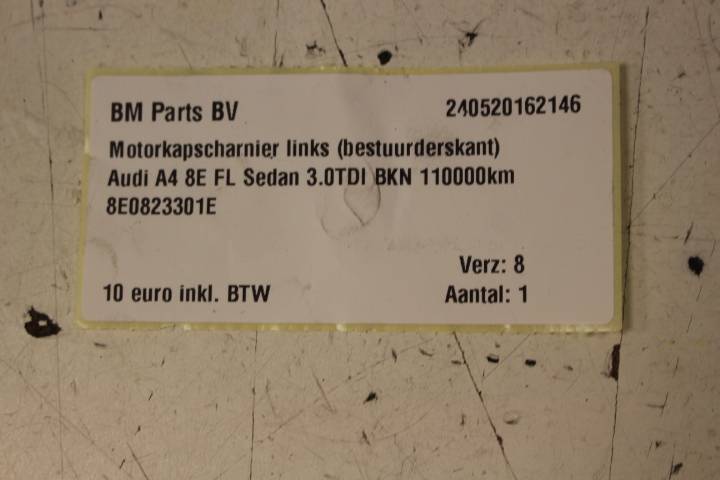 BM Parts BV 240520162146
Motorkapscharnier links (bestuurderskant)
Audi A4 8E FL Sedan 3.0TDI BKN 110000km
8E0823301E
Verz: 8
10 euro inkl. BTW Aantal: 1